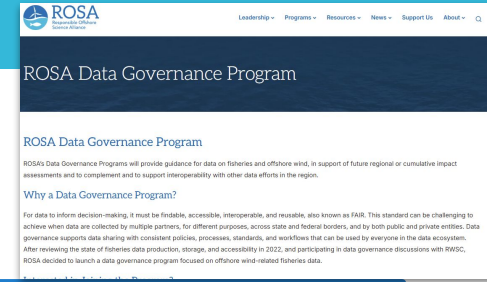 ROSA
Responsible Offshore
Science Alliance
Leadership Programs Resources News Support Us About
ROSA Data Governance Program
ROSA Data Governance Program
ROSA's Data Governance Programs will provide guidance for data on fisheries and offshore wind, in support of future regional or cumulative impact
assessments and to complement and to support interoperability with other data efforts in the region.
Why a Data Governance Program?
For data to inform decision-making, it must be findable, accessible, interoperable, and reusable, also known as FAIR. This standard can be challenging to
achieve when data are collected by multiple partners, for different purposes, across state and federal borders, and by both public and private entities. Data
governance supports data sharing with consistent policies, processes, standards, and workflows that can be used by everyone in the data ecosystem.
After reviewing the state of fisheries data production, storage, and accessibility in 2022, and participating in data governance discussions with RWSC,
ROSA decided to launch a data governance program focused on offshore wind-related fisheries data.